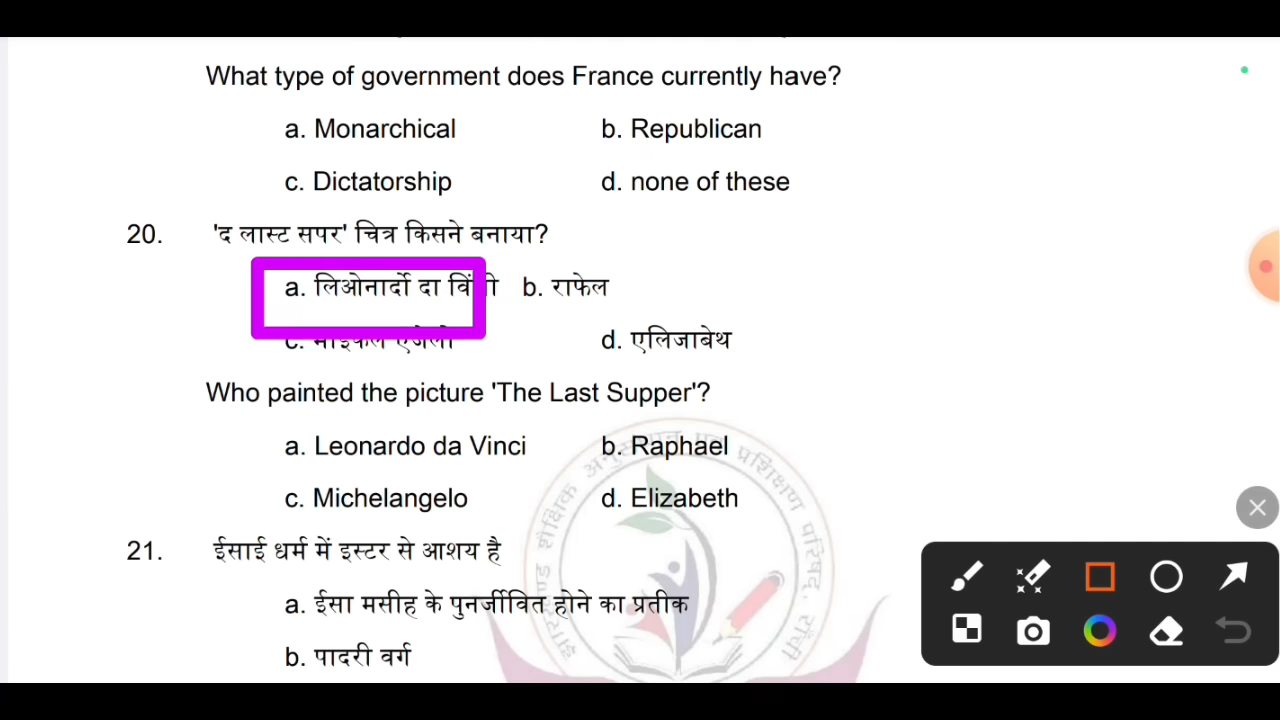 What type of government does France currently have?
a. Monarchical b. Republican
c. Dictatorship d. none of these
20. 'द लास्ट सपर' चित्र किसने बनाया?
a. लिओनार्दो दा b. राफेल
c. d. एलिजाबेथ
Who painted the picture 'The Last Supper'?
a. Leonardo da Vinci b. Raphael
c. Michelangelo d. Elizabeth
21. ईसाई धर्म में इस्टर से आशय है
a. ईसा मसीह के पुनर्जीवित होने का प्रतीक
b. पादरी वर्ग